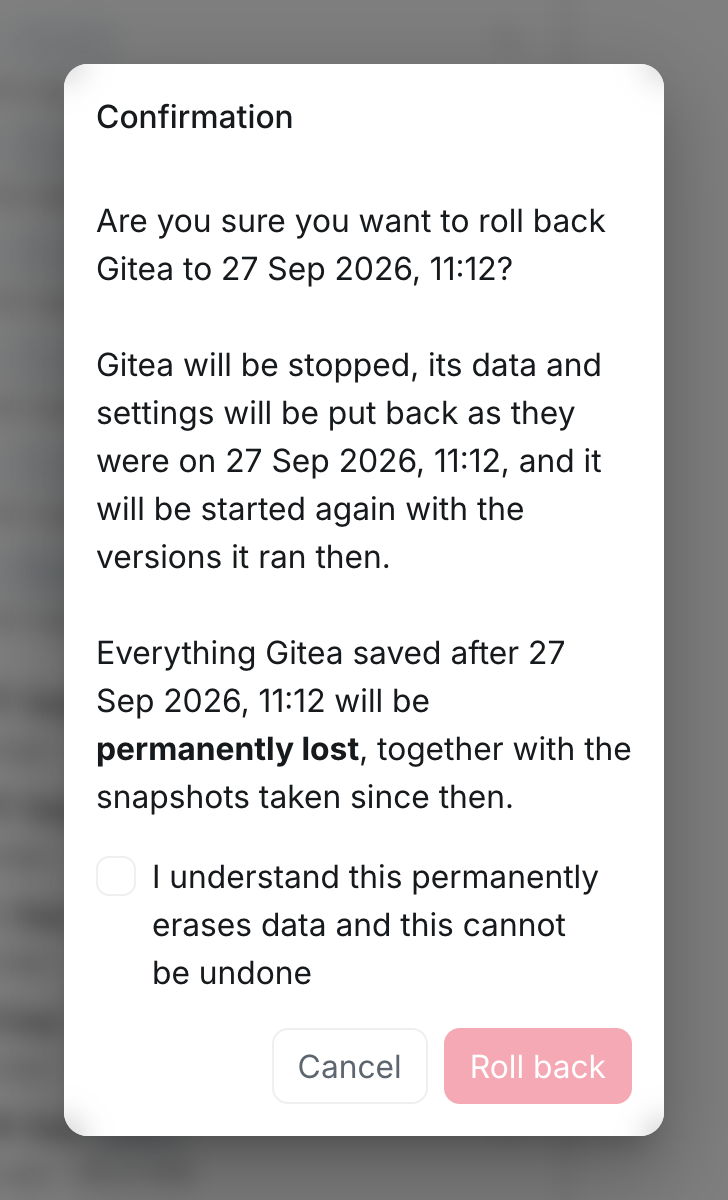 Confirmation
Are you sure you want to roll back
Gitea to 27 Sep 2026, 11:12?
Gitea will be stopped, its data and
settings will be put back as they
were on 27 Sep 2026, 11:12, and it
will be started again with the
versions it ran then.
Everything Gitea saved after 27
Sep 2026, 11:12 will be
permanently lost, together with the
snapshots taken since then.
I understand this permanently
erases data and this cannot
be undone
Cancel
Roll back